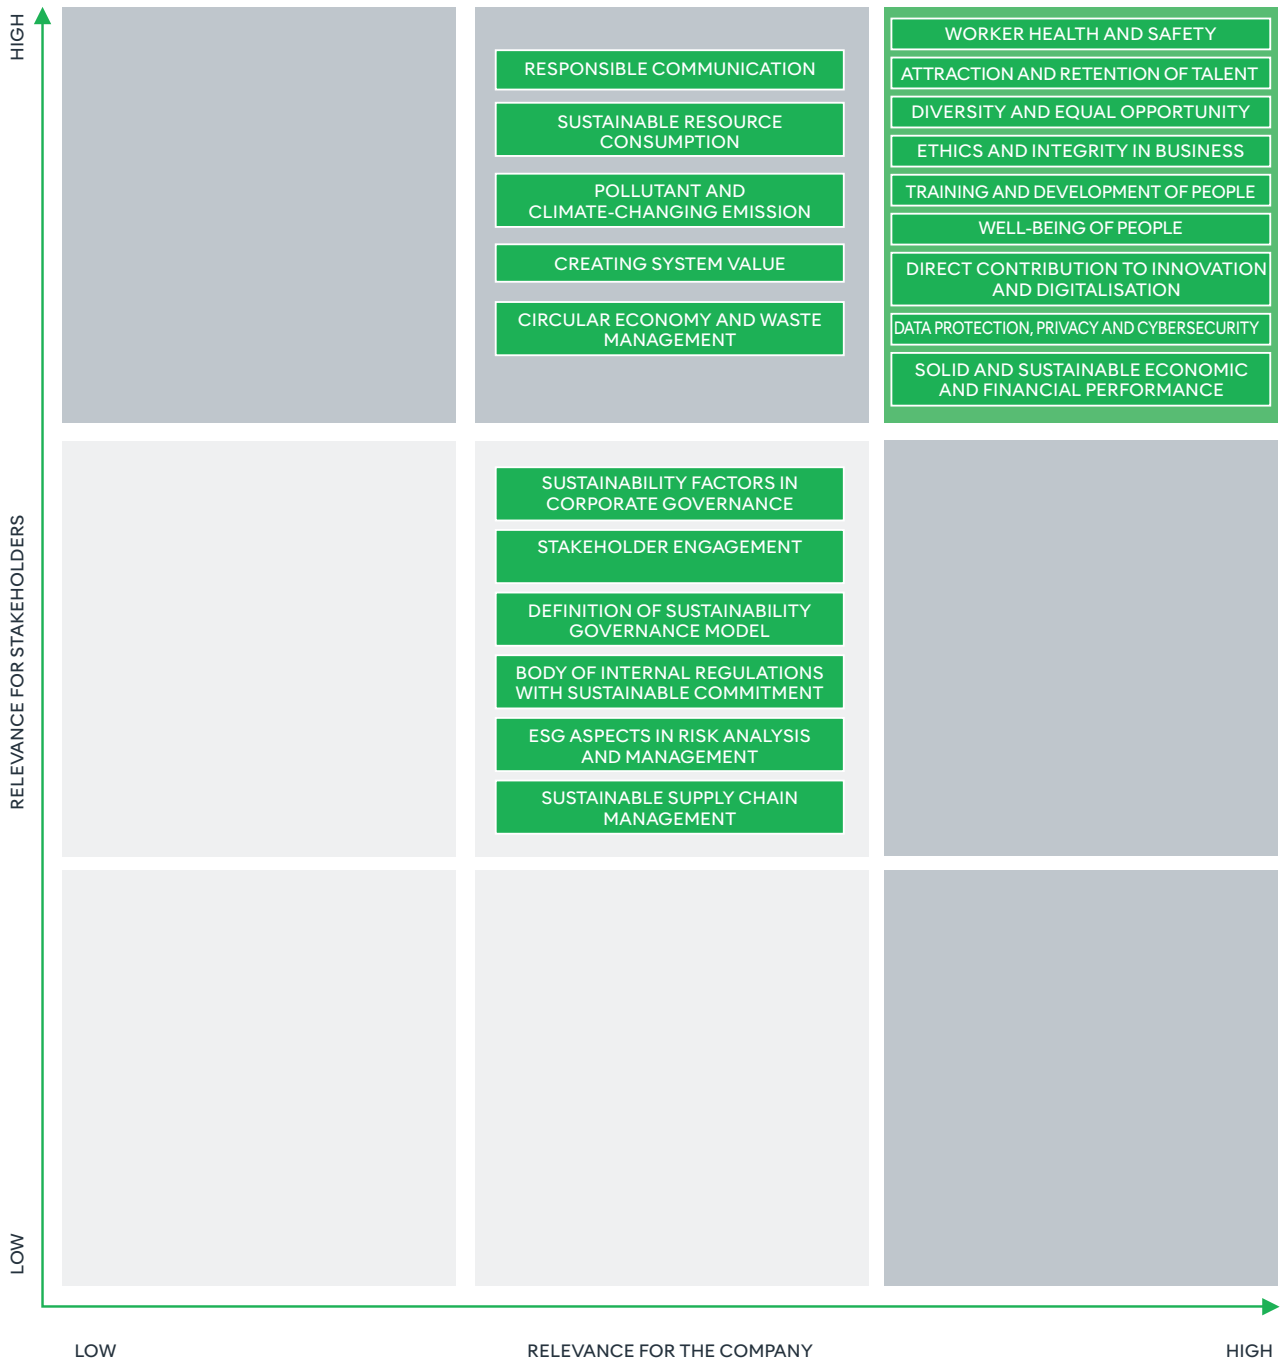 HIGH
RESPONSIBLE COMMUNICATION
SUSTAINABLE RESOURCE
CONSUMPTION
POLLUTANT AND
CLIMATE-CHANGING EMISSION
CREATING SYSTEM VALUE
CIRCULAR ECONOMY AND WASTE
MANAGEMENT
WORKER HEALTH AND SAFETY
ATTRACTION AND RETENTION OF TALENT
DIVERSITY AND EQUAL OPPORTUNITY
ETHICS AND INTEGRITY IN BUSINESS
TRAINING AND DEVELOPMENT OF PEOPLE
WELL-BEING OF PEOPLE
DIRECT CONTRIBUTION TO INNOVATION
AND DIGITALISATION
DATA PROTECTION, PRIVACY AND CYBERSECURITY
SOLID AND SUSTAINABLE ECONOMIC
AND FINANCIAL PERFORMANCE
RELEVANCE FOR STAKEHOLDERS
SUSTAINABILITY FACTORS IN
CORPORATE GOVERNANCE
STAKEHOLDER ENGAGEMENT
DEFINITION OF SUSTAINABILITY
GOVERNANCE MODEL
BODY OF INTERNAL REGULATIONS
WITH SUSTAINABLE COMMITMENT
ESG ASPECTS IN RISK ANALYSIS
AND MANAGEMENT
SUSTAINABLE SUPPLY CHAIN
MANAGEMENT
LOW
LOW
RELEVANCE FOR THE COMPANY
HIGH